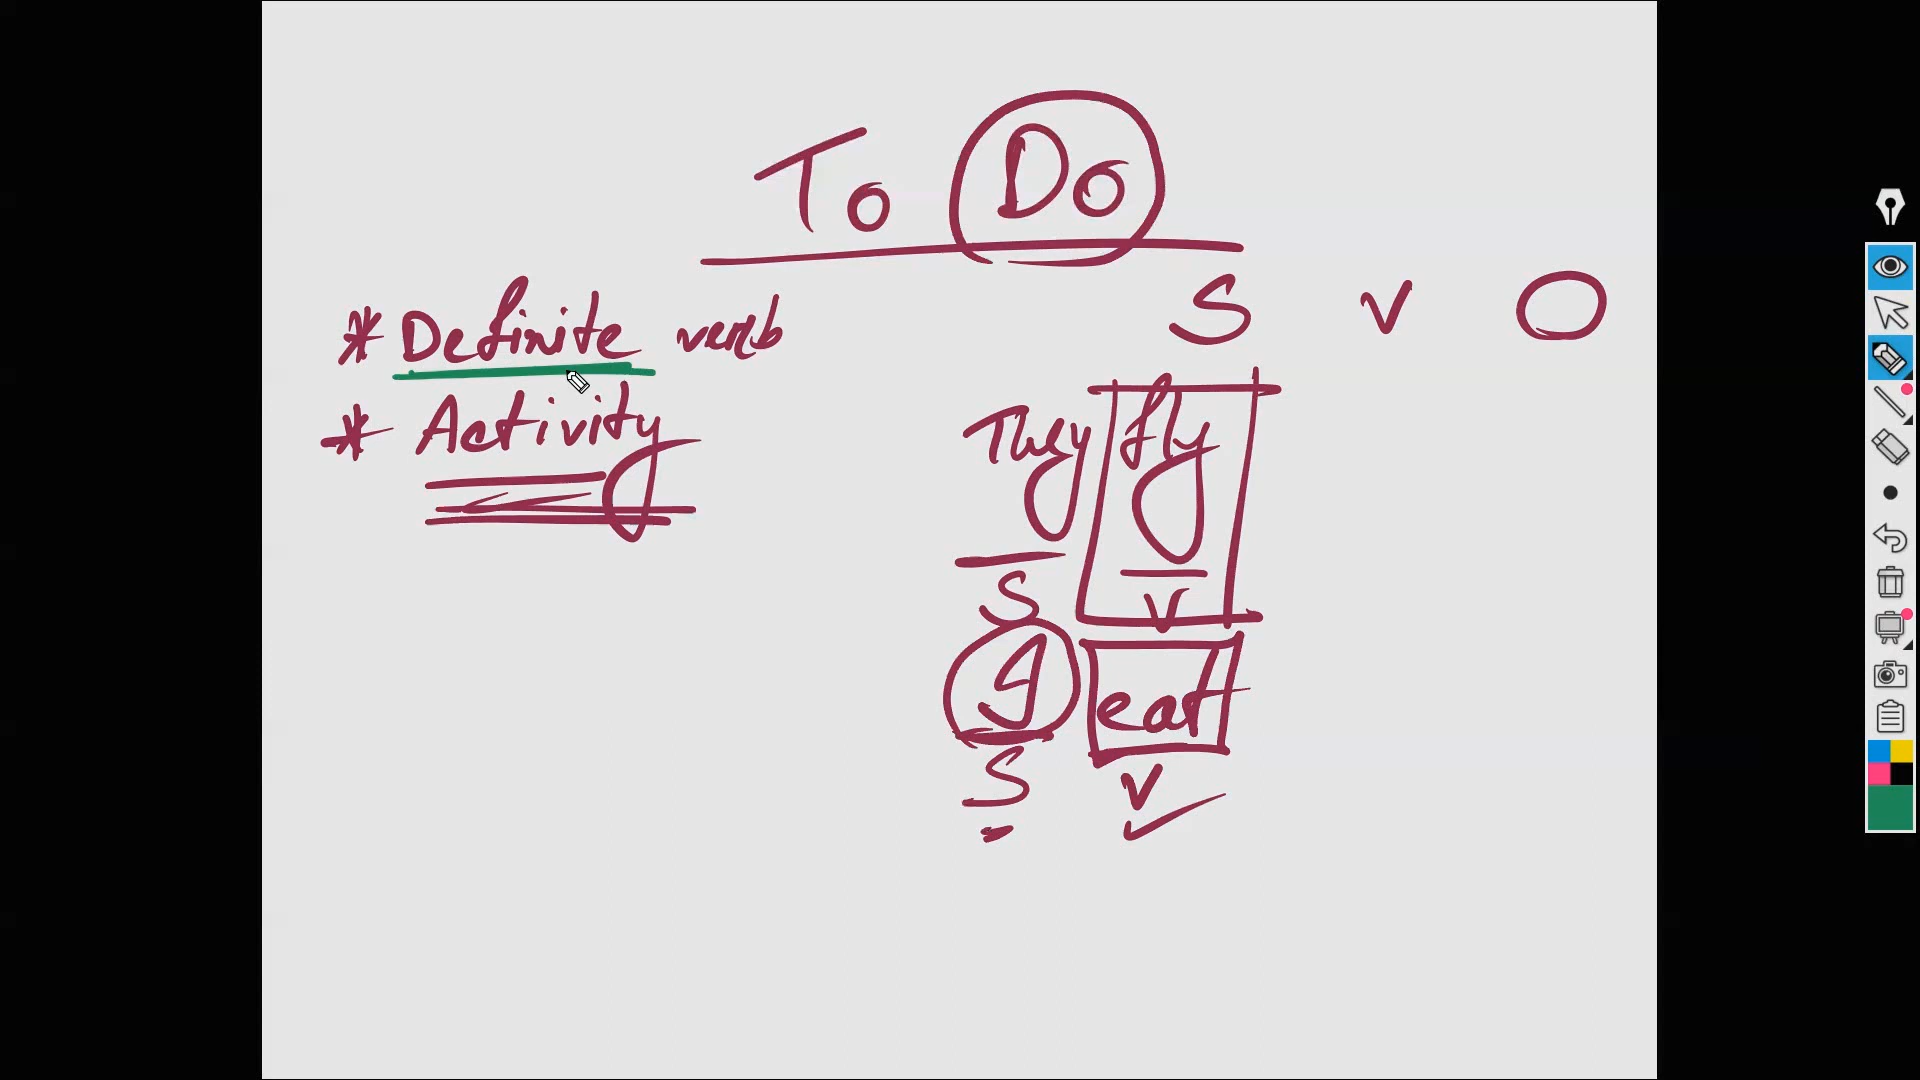 To Do
S V O
* Definite verb
* Activity
They fly
S V
I eat
S V